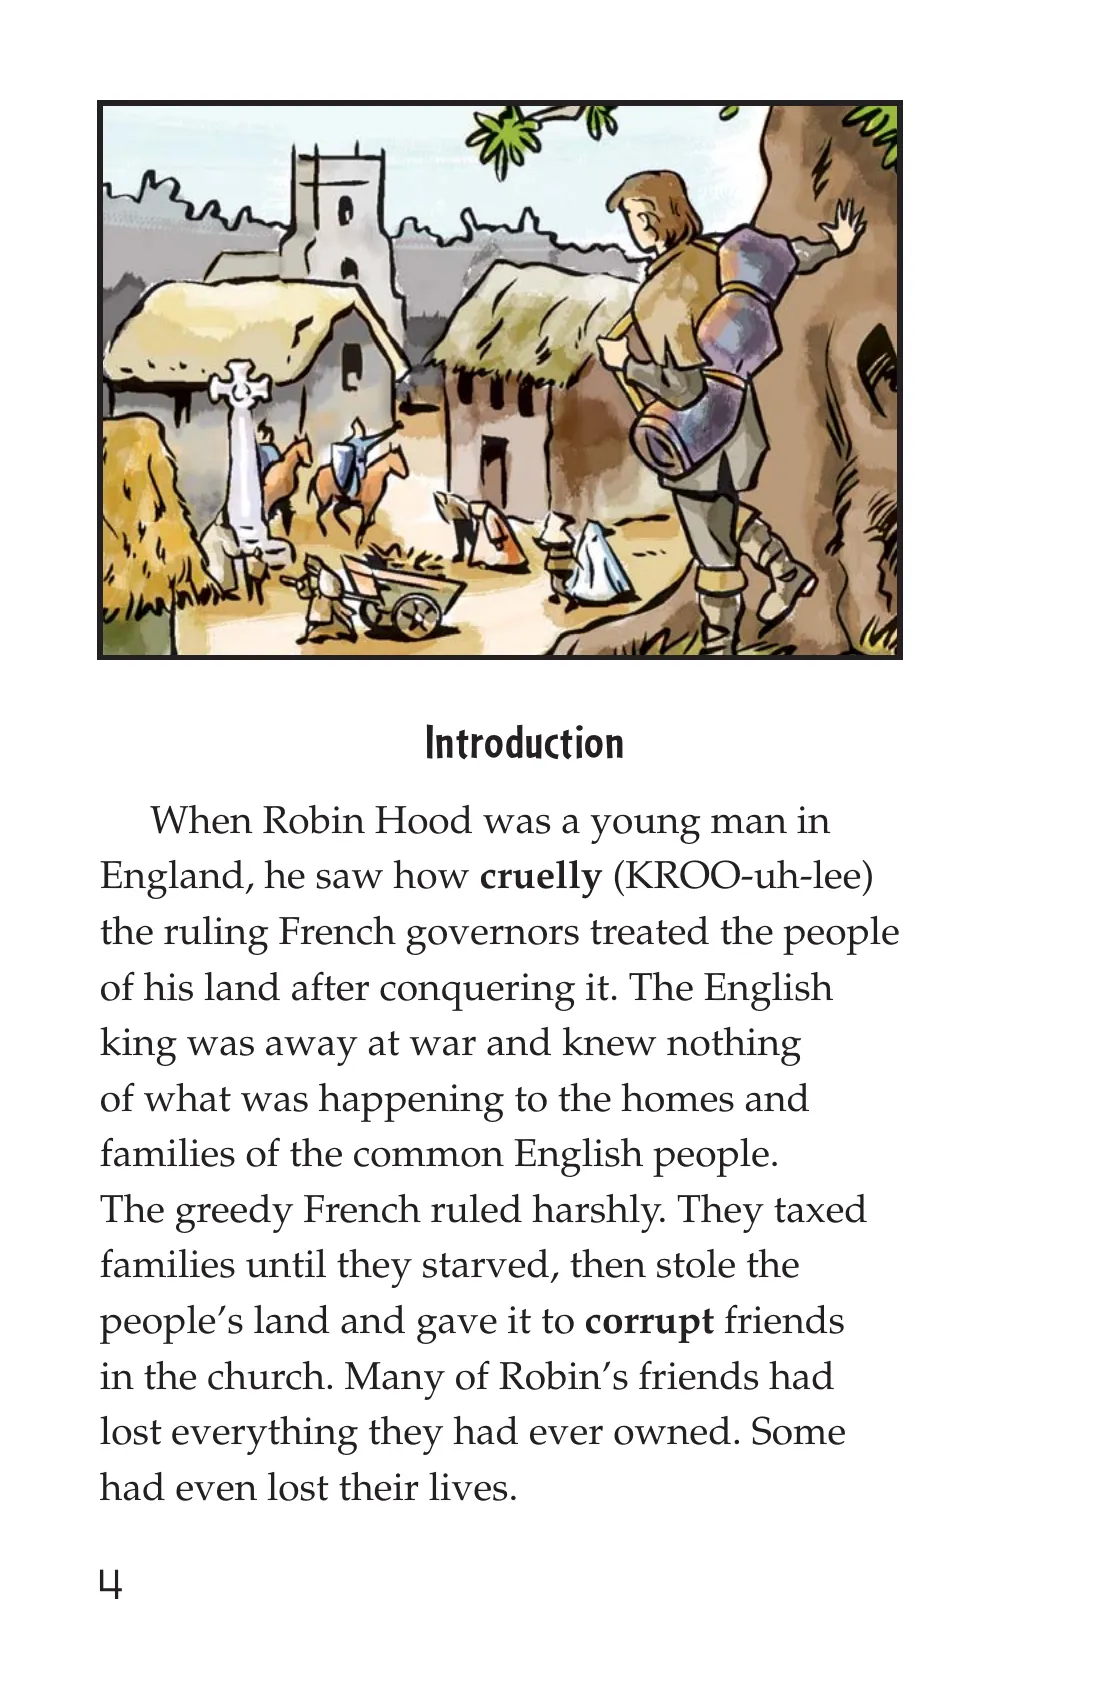 Introduction
When Robin Hood was a young man in
England, he saw how cruelly (KROO-uh-lee)
the ruling French governors treated the people
of his land after conquering it. The English
king was away at war and knew nothing
of what was happening to the homes and
families of the common English people.
The greedy French ruled harshly. They taxed
families until they starved, then stole the
people’s land and gave it to corrupt friends
in the church. Many of Robin’s friends had
lost everything they had ever owned. Some
had even lost their lives.
4